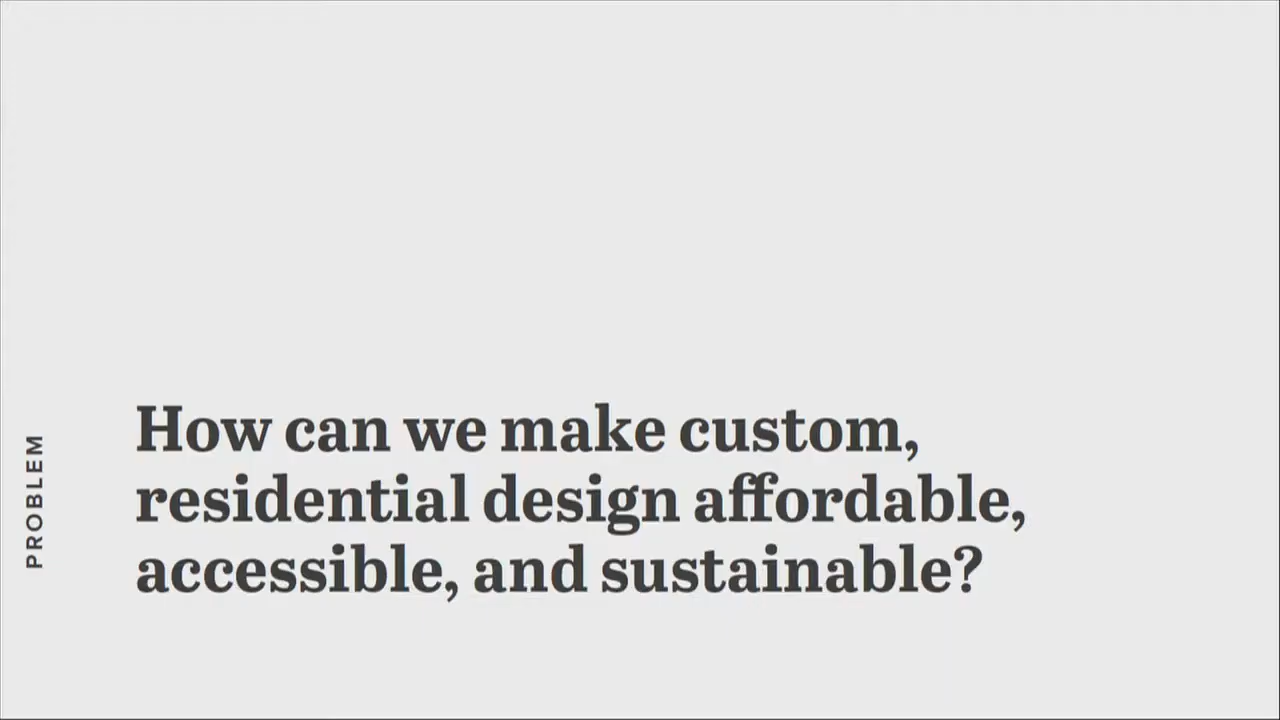 PROBLEM
How can we make custom,
residential design affordable,
accessible, and sustainable?